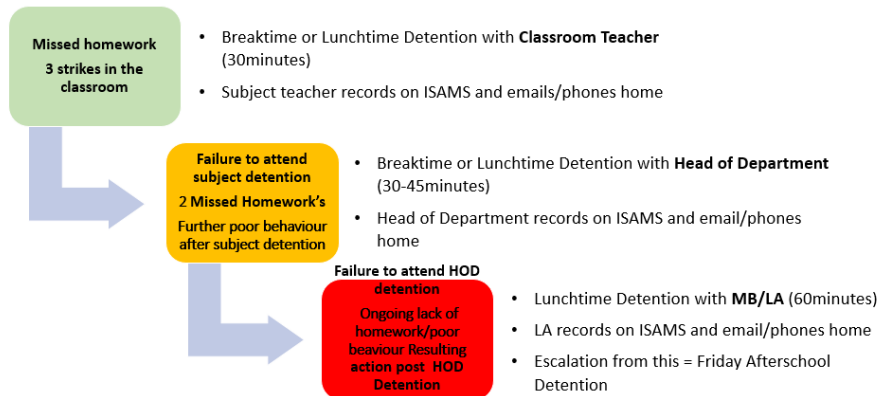 Missed homework
3 strikes in the
classroom
• Breaktime or Lunchtime Detention with Classroom Teacher
(30minutes)
• Subject teacher records on ISAMS and emails/phones home
Failure to attend
subject detention
2 Missed Homework's
Further poor behaviour
after subject detention
• Breaktime or Lunchtime Detention with Head of Department
(30-45minutes)
• Head of Department records on ISAMS and email/phones
home
Failure to attend HOD
detention
Ongoing lack of
homework/poor
beaviour Resulting
action post HOD
Detention
• Lunchtime Detention with MB/LA (60minutes)
• LA records on ISAMS and email/phones home
• Escalation from this = Friday Afterschool
Detention